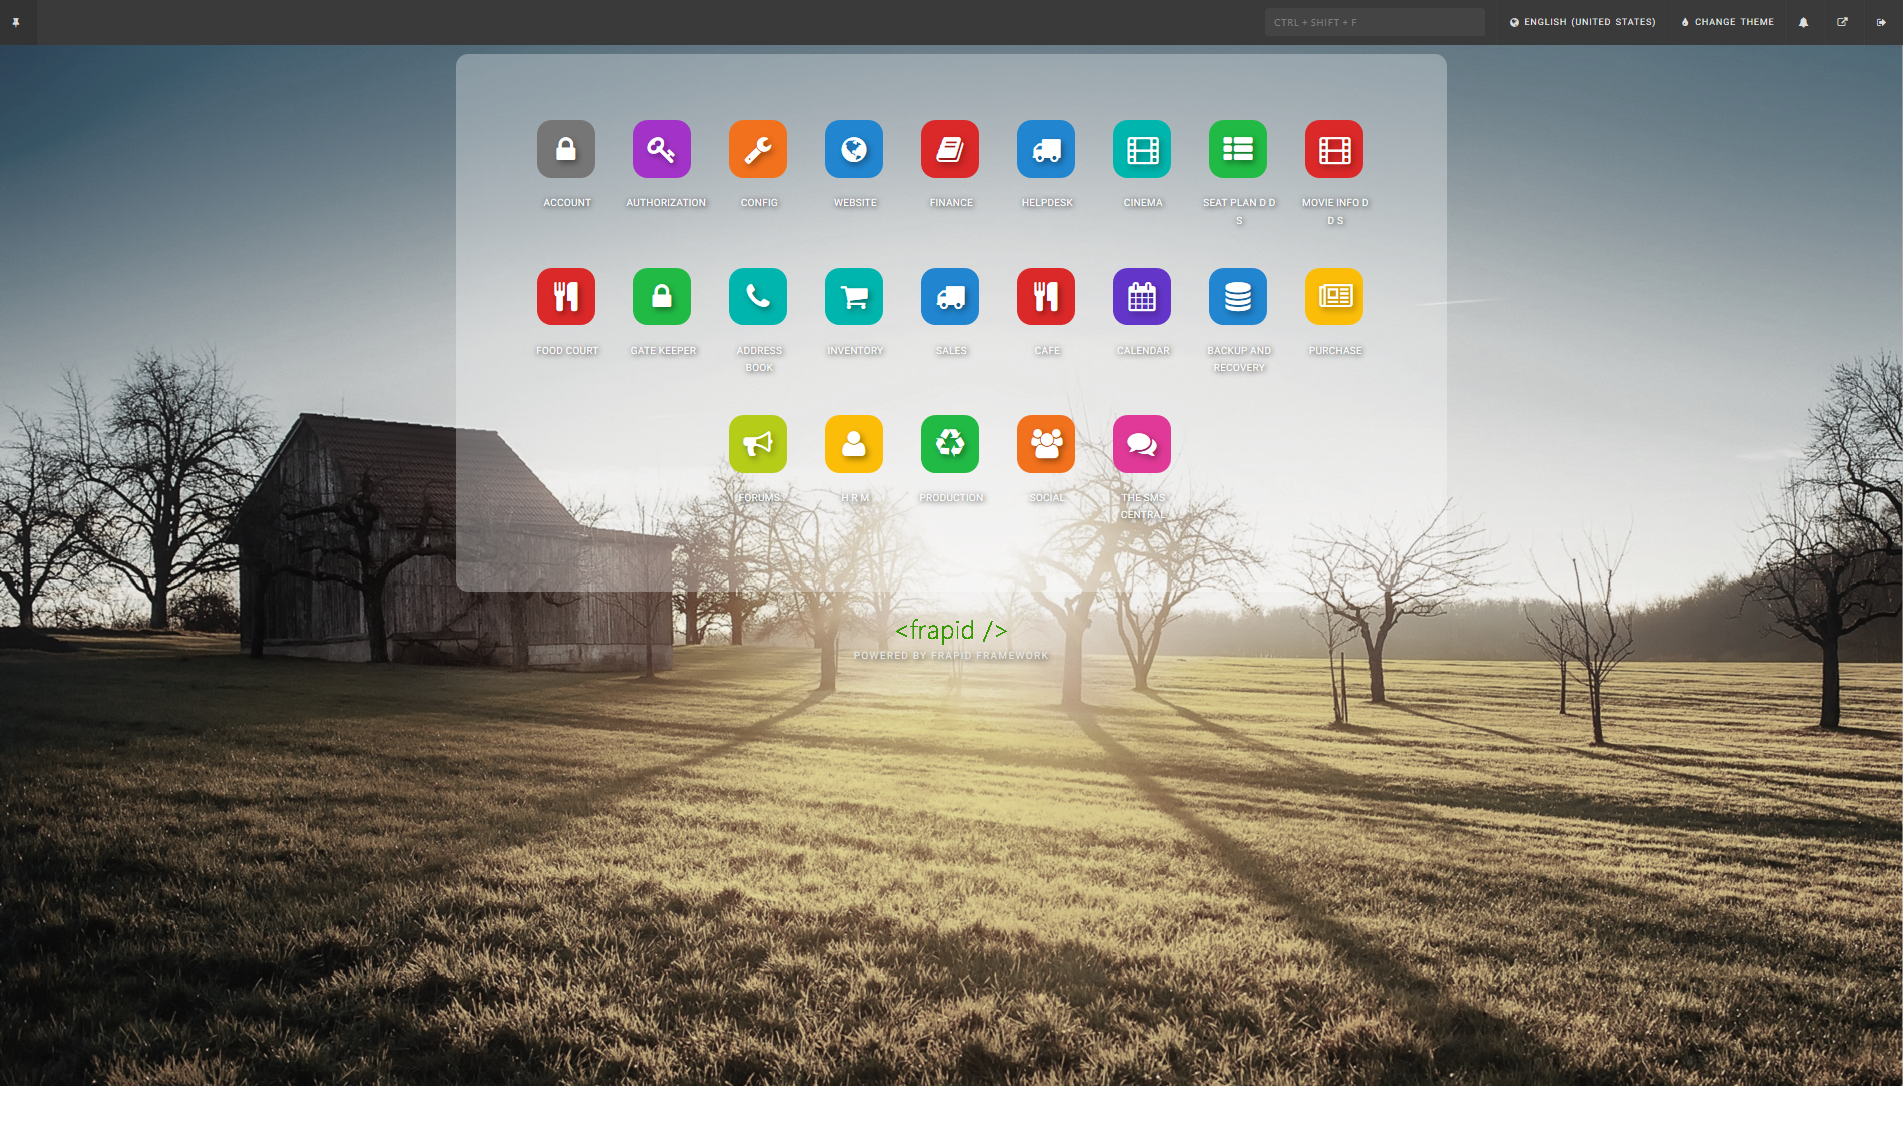 CTRL + SHIFT + F
ENGLISH (UNITED STATES)
CHANGE THEME
ACCOUNT
AUTHORIZATION
CONFIG
WEBSITE
FINANCE
HELPDESK
CINEMA
SEAT PLAN D D
S
MOVIE INFO D
D S
FOOD COURT
GATE KEEPER
ADDRESS
BOOK
INVENTORY
SALES
CAFE
CALENDAR
BACKUP AND
RECOVERY
PURCHASE
FORUMS
H R M
PRODUCTION
SOCIAL
THE SMS
CENTRAL
<frapid />
POWERED BY FRAPID FRAMEWORK